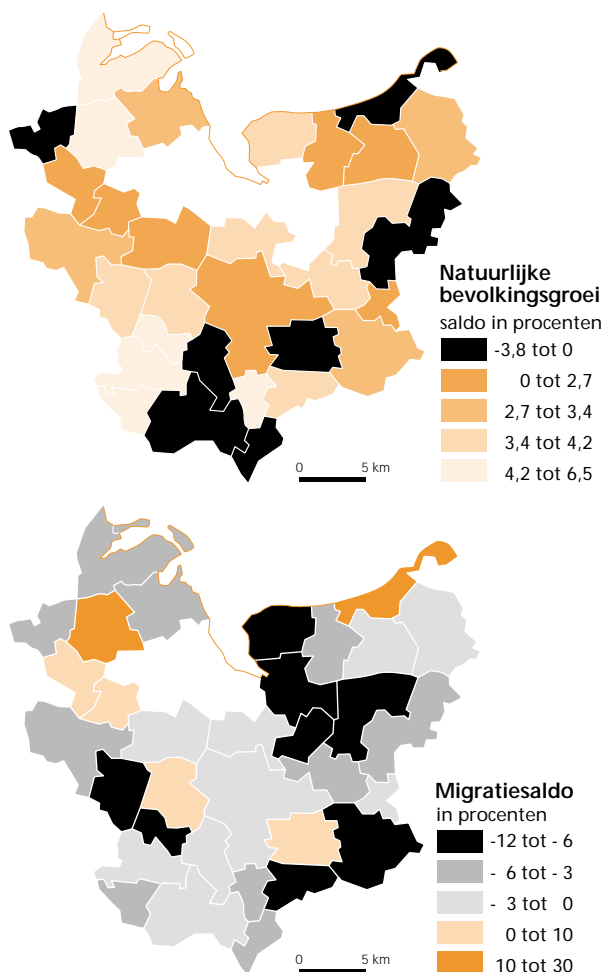 Natuurlijke
bevolkingsgroei
saldo in procenten
-3,8 tot 0
0 tot 2,7
2,7 tot 3,4
3,4 tot 4,2
4,2 tot 6,5
0 5 km
Migratiesaldo
in procenten
-12 tot - 6
- 6 tot - 3
- 3 tot 0
0 tot 10
10 tot 30
0 5 km